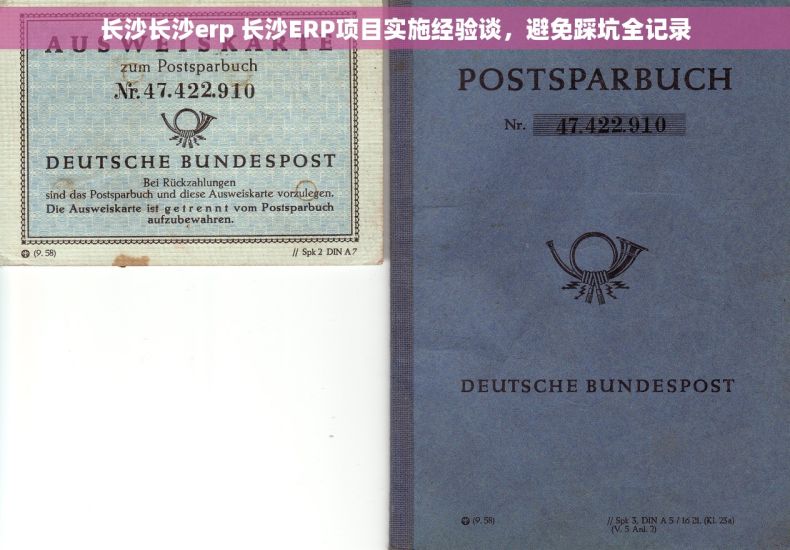 长沙长沙erp 长沙ERP项目实施经验谈，避免踩坑全记录
AUSWEISKARTE
zum Postsparbuch
Nr. 47.422.910
DEUTSCHE BUNDESPOST
Bei Rückzahlungen
sind das Postsparbuch und diese Ausweiskarte vorzulegen.
Die Ausweiskarte ist getrennt vom Postsparbuch
aufzubewahren.
(9. 58)
// Spk 2 DIN A 7
POSTSPARBUCH
Nr. 47.422.910
DEUTSCHE BUNDESPOST
(9. 58)
// Spk 3, DIN A 5 / 16 Bl. (Kl. 23a)
(V. 5 Anl. 2)